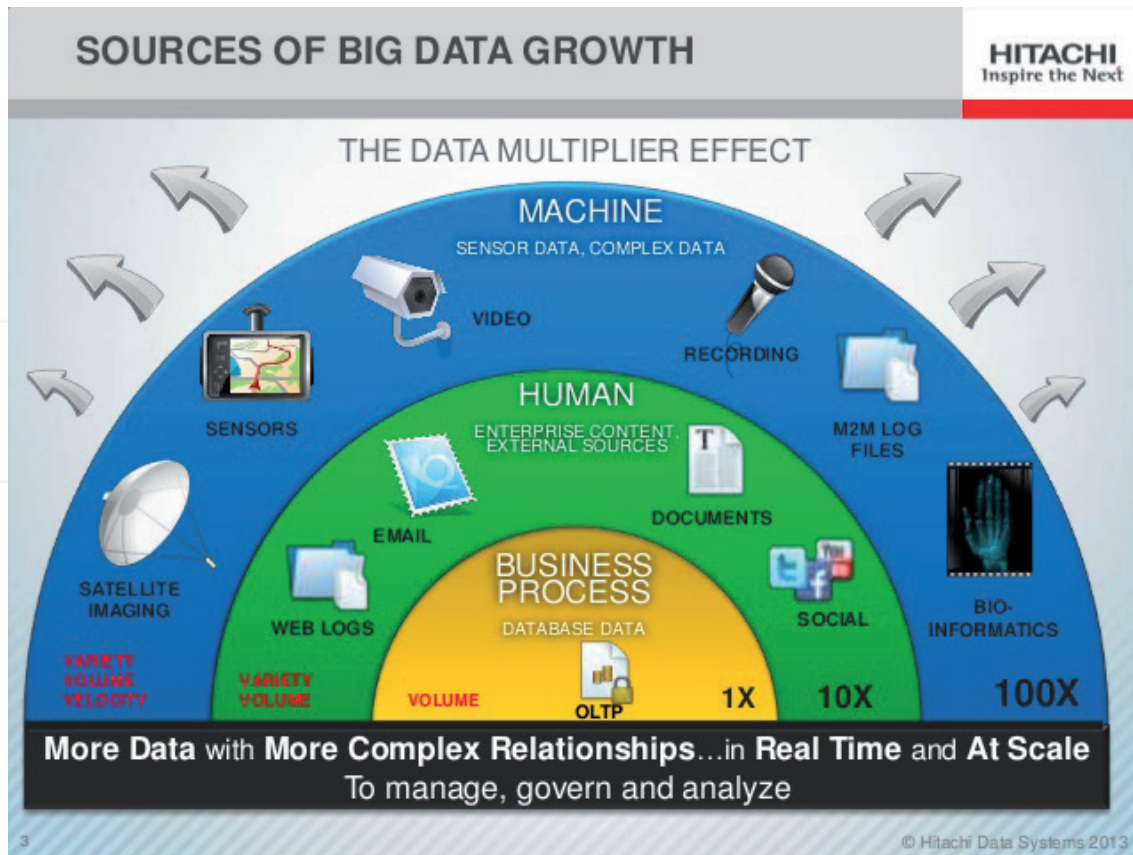 SOURCES OF BIG DATA GROWTH
HITACHI
Inspire the Next
THE DATA MULTIPLIER EFFECT
MACHINE
SENSOR DATA, COMPLEX DATA
VIDEO
RECORDING
SENSORS
M2M LOG
FILES
SATELLITE
IMAGING
BIO-
INFORMATICS
VARIETY
VOLUME
VELOCITY
100X
HUMAN
ENTERPRISE CONTENT,
EXTERNAL SOURCES
T
EMAIL
DOCUMENTS
WEB LOGS
SOCIAL
VARIETY
VOLUME
10X
BUSINESS
PROCESS
DATABASE DATA
VOLUME
OLTP
1X
More Data with More Complex Relationships...in Real Time and At Scale
To manage, govern and analyze
3
© Hitachi Data Systems 2013